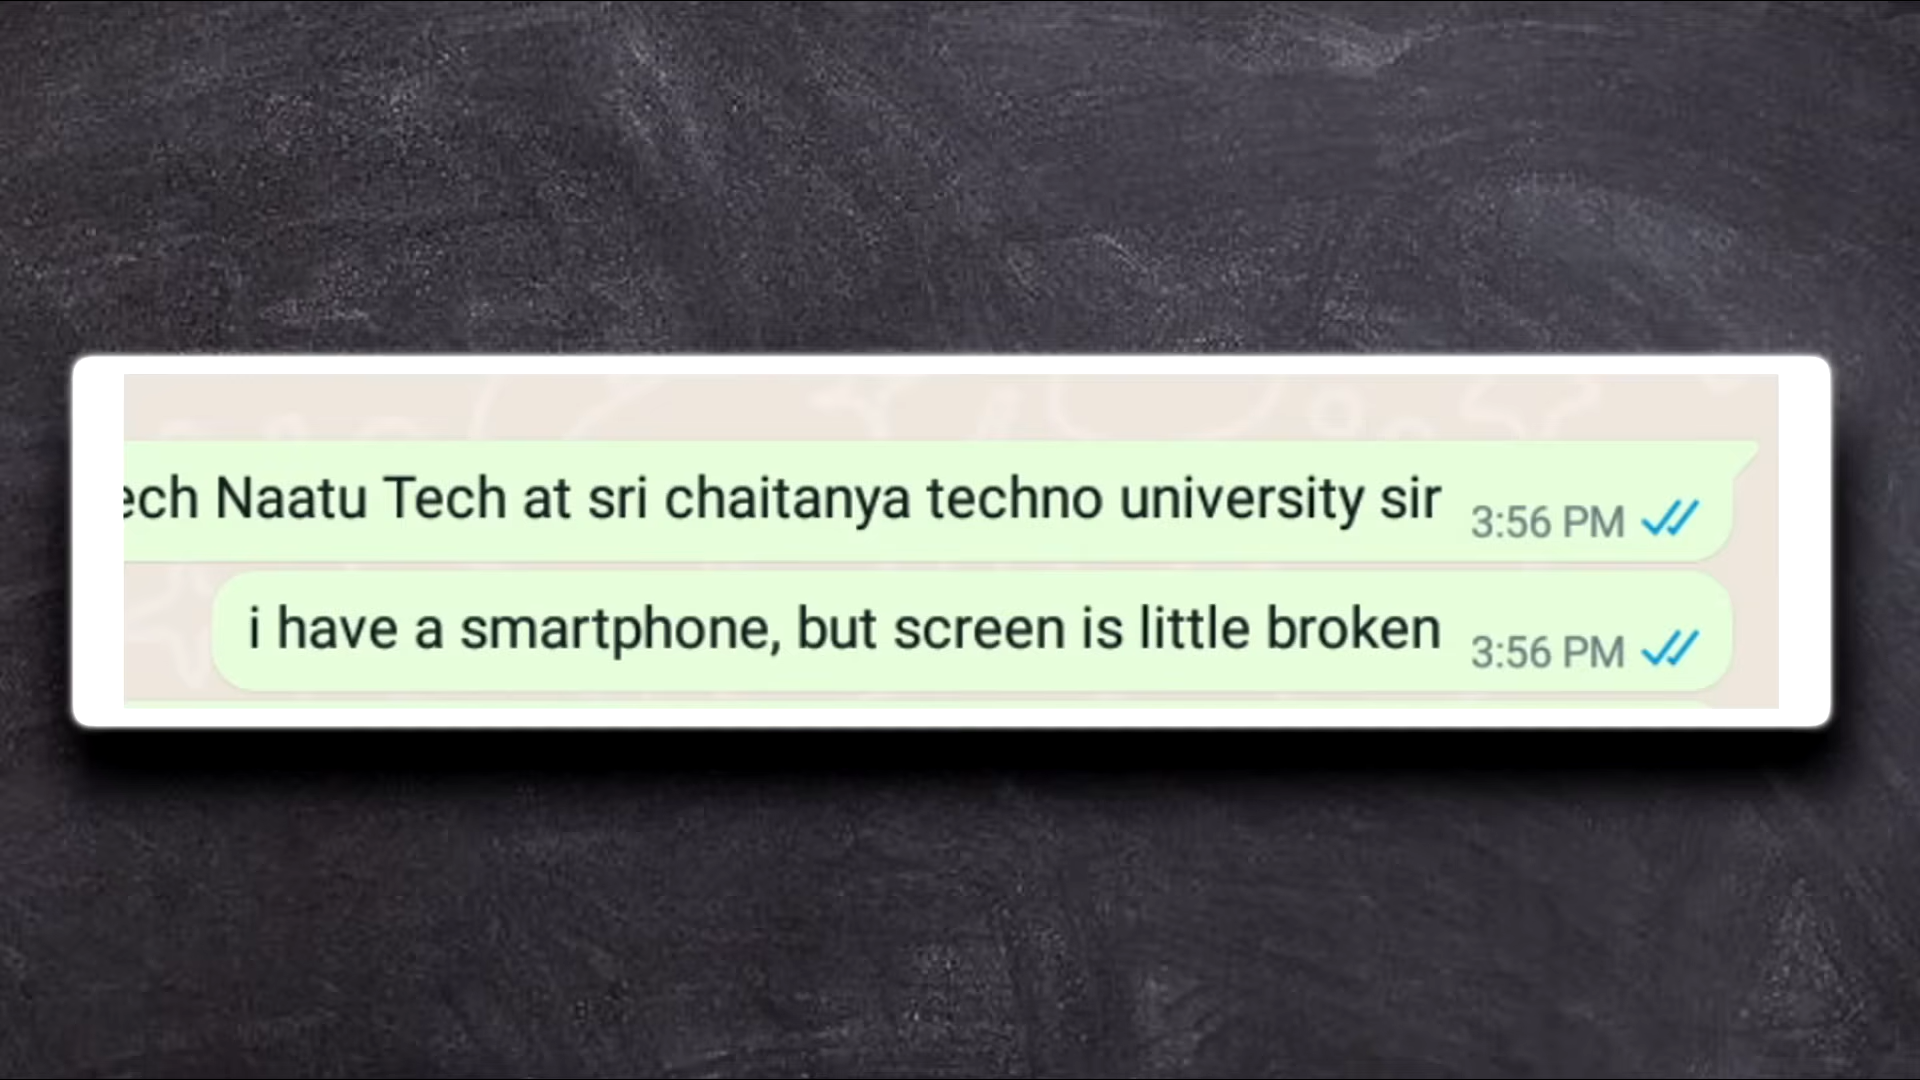 ech Naatu Tech at sri chaitanya techno university sir 3:56 PM
i have a smartphone, but screen is little broken 3:56 PM